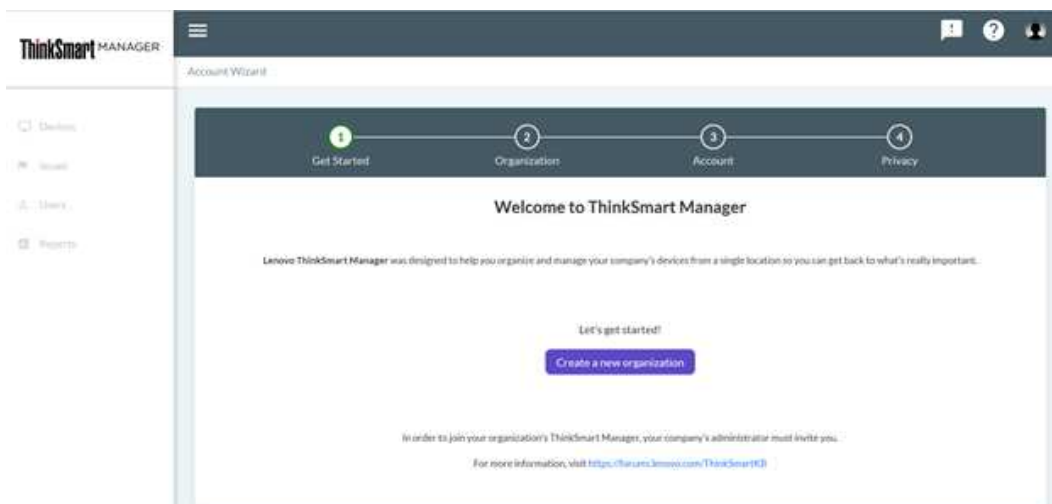 ThinkSmart MANAGER
Account Wizard
Devices
Issues
Users
Reports
1
2
3
4
Get Started
Organization
Account
Privacy
Welcome to ThinkSmart Manager
Lenovo ThinkSmart Manager was designed to help you organize and manage your company's devices from a single location so you can get back to what's really important.
Let's get started!
Create a new organization
In order to join your organization's ThinkSmart Manager, your company's administrator must invite you.
For more information, visit https://forums.lenovo.com/ThinkSmartKB